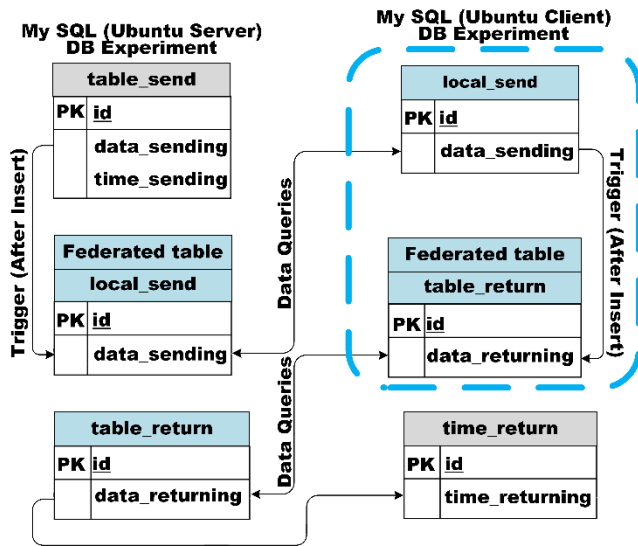 My SQL (Ubuntu Server)
DB Experiment
table_send
PK id
data_sending
time_sending
Trigger (After Insert)
Federated table
local_send
PK id
data_sending
table_return
PK id
data_returning
Data Queries
Data Queries
My SQL (Ubuntu Client)
DB Experiment
local_send
PK id
data_sending
Trigger (After Insert)
Federated table
table_return
PK id
data_returning
time_return
PK id
time_returning